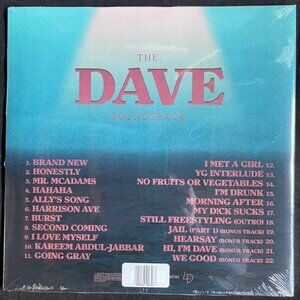 THE
DAVE
SOUNDTRACK
1. BRAND NEW
2. HONESTLY
3. MR. MCADAMS
4. HAHAHA
5. ALLY'S SONG
6. HARRISON AVE
7. BURST
8. SECOND COMING
9. I LOVE MYSELF
10. KAREEM ABDUL-JABBAR
11. GOING GRAY
I MET A GIRL 12.
YG INTERLUDE 13.
NO FRUITS OR VEGETABLES 14.
I'M DRUNK 15.
MORNING AFTER 16.
MY DICK SUCKS 17.
STILL FREESTYLING (OUTRO) 18.
JAIL (PART 1) (BONUS TRACK) 19.
HEARSAY (BONUS TRACK) 20.
HI, I'M DAVE (BONUS TRACK) 21.
WE GOOD (BONUS TRACK) 22.